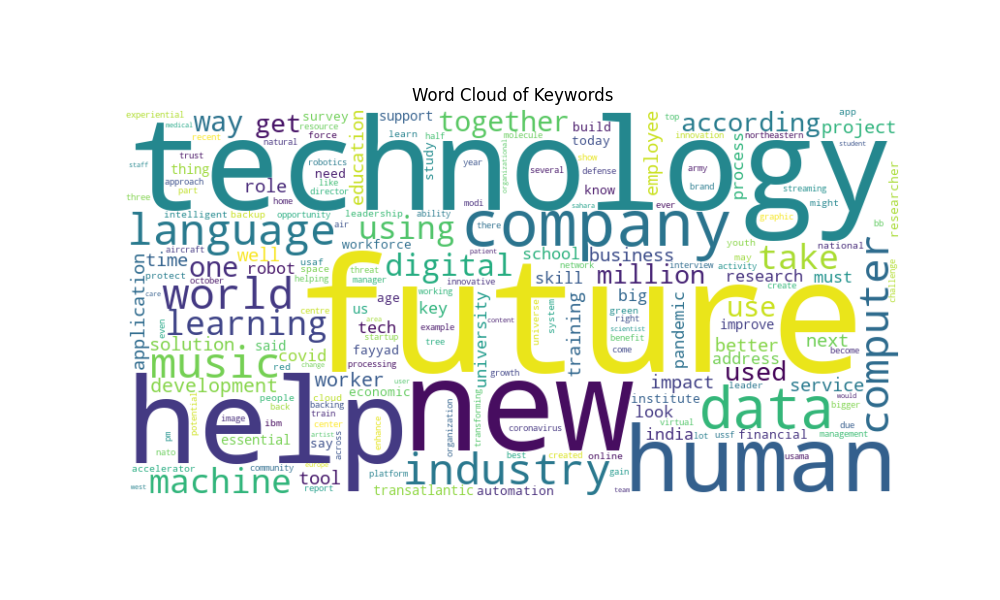 Word Cloud of Keywords
experiential
way
get
survey
support
together
build
employee
top
according
app
medical
recent
resource
force
natural
education
learn
half
study
molecule
today
innovation
northeastern
project
student
technology
staff
trust
thing
approach
part
robotics
need
like
director
organizational
several
show
defense
know
process
army
brand
streaming
might
researcher
three
role
home
modi
year
sahara
ever
graphic
bb
intelligent
backup
opportunity
leadership
ability
there
company
language
air
using
workforce
patient
school
business
youth
national
aircraft
time
well
usaf
digital
network
interview
may
activity
take
challenge
protect
october
one
robot
space
helping
threat
manager
innovative
skill
million
research
must
create
application
care
world
centre
us
age
working
key
universe
system
training
big
green
right
scientist
benefit
come
pandemic
use
computer
even
learning
tech
startup
example
tree
content
university
improve
become
next
future
solution
said
covid
change
red
fayyad
area
processing
better
address
music
development
people
back
potential
worker
economic
cloud
user
growth
transforming
impact
used
leader
service
would
bigger
help
new
image
ibm
backing
train
center
artist
say
across
enhance
organization
coronavirus
institute
look
virtual
data
due
management
pm
nato
essential
india
lot
ussf
financial
usama
human
accelerator
community
platform
industry
best
created
online
gain
west
machine
report
tool
transatlantic
automation
team